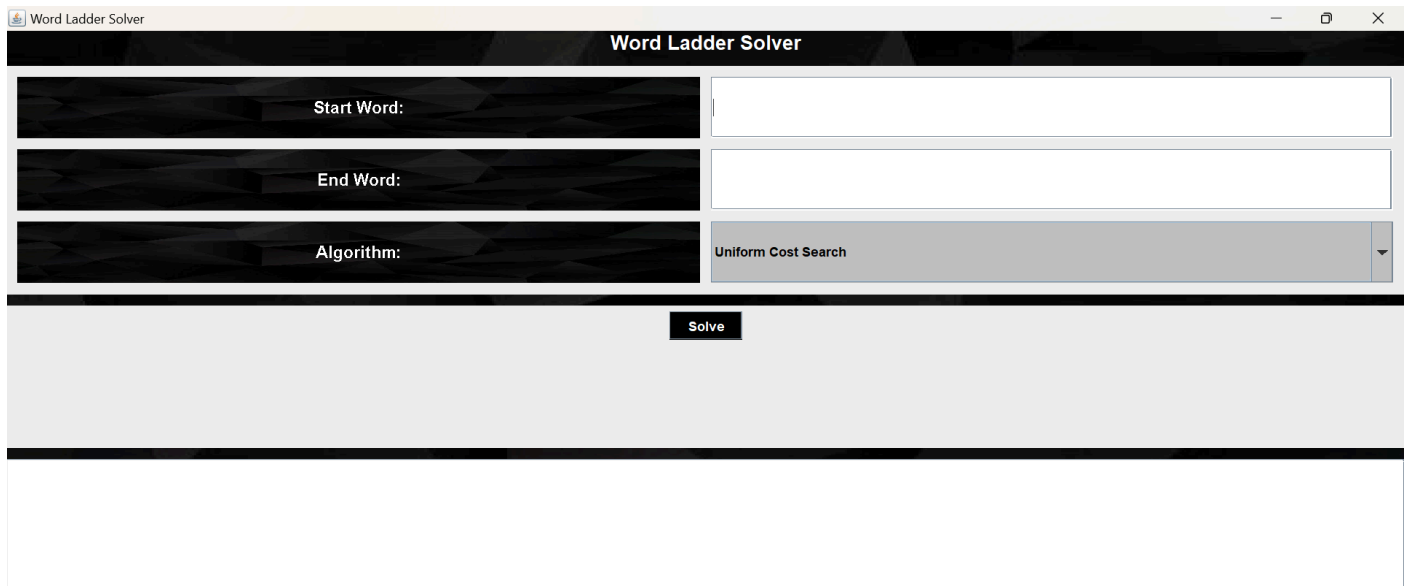 Word Ladder Solver
Word Ladder Solver
Start Word:
End Word:
Algorithm: Uniform Cost Search
Solve